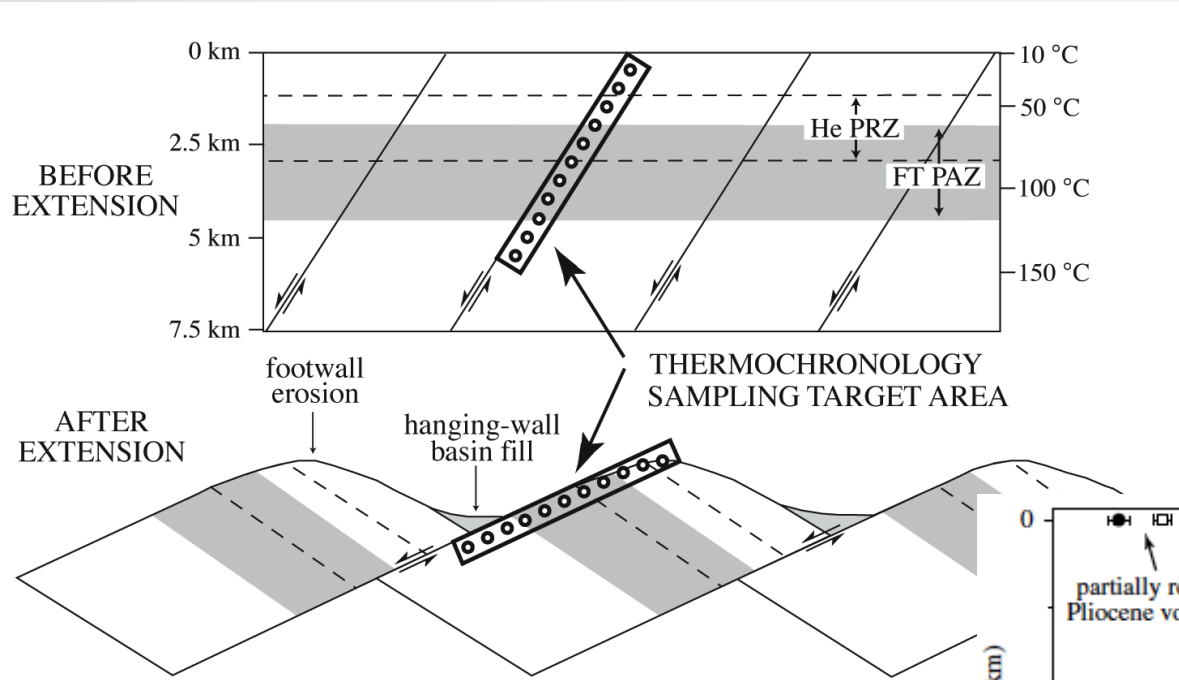 0 km
10 °C
50 °C
He PRZ
2.5 km
BEFORE
EXTENSION
FT PAZ
100 °C
5 km
150 °C
7.5 km
footwall
erosion
THERMOCHRONOLOGY
SAMPLING TARGET AREA
AFTER
EXTENSION
hanging-wall
basin fill
0
partially
Pliocene
km)